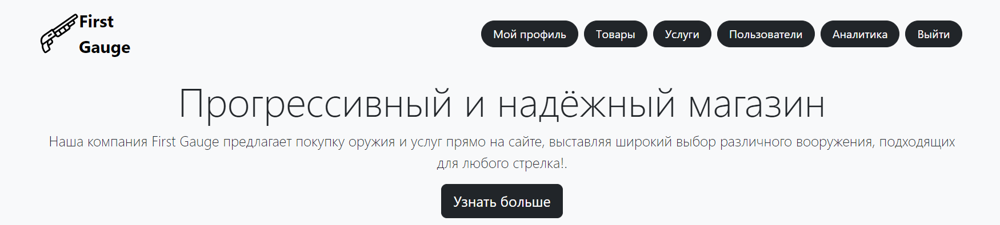 First
Gauge
Мой профиль
Товары
Услуги
Пользователи
Аналитика
Выйти
Прогрессивный и надёжный магазин
Наша компания First Gauge предлагает покупку оружия и услуг прямо на сайте, выставляя широкий выбор различного вооружения, подходящих
для любого стрелка!.
Узнать больше